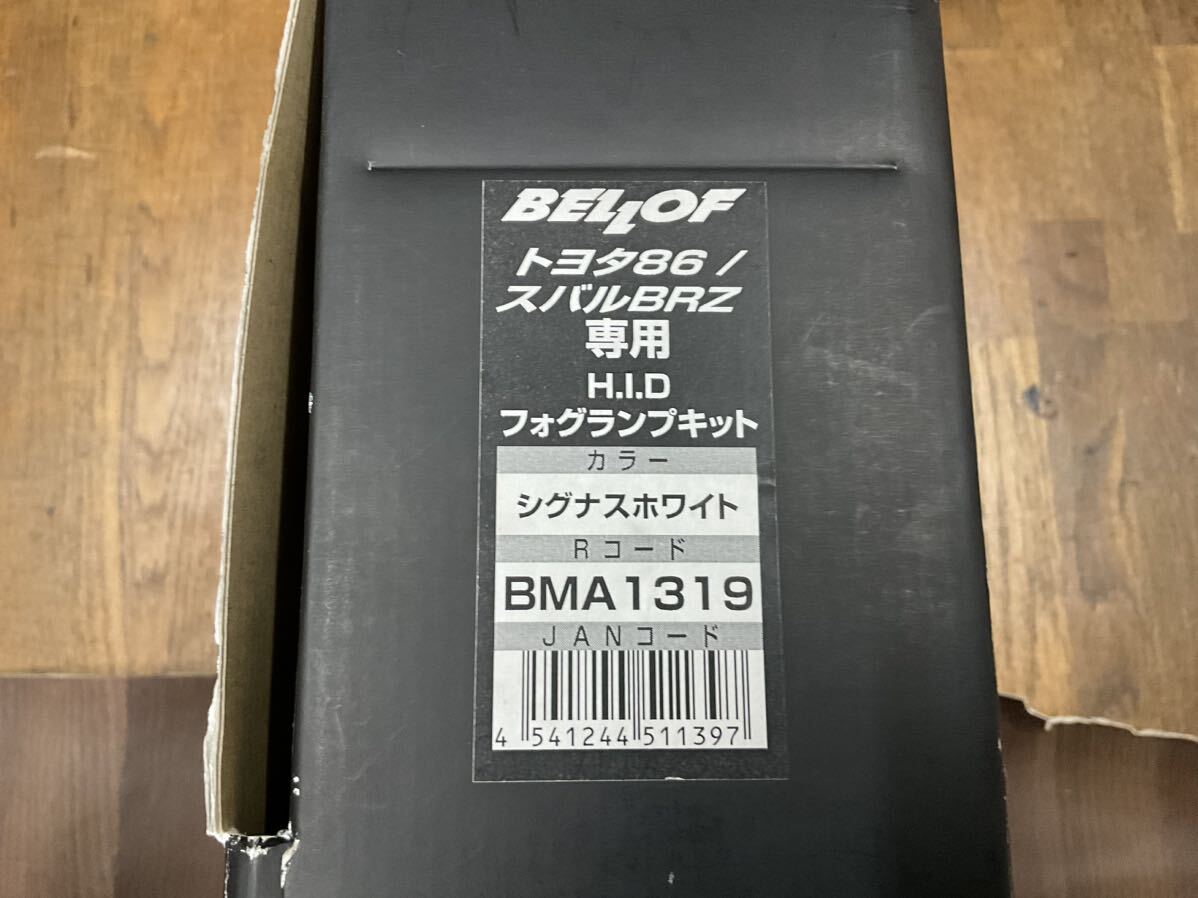 BELLOF
トヨタ86 /
スバルBRZ
専用
H.I.D
フォグランプキット
カラー
シグナスホワイト
Rコード
BMA1319
JANコード
4 541244 511397